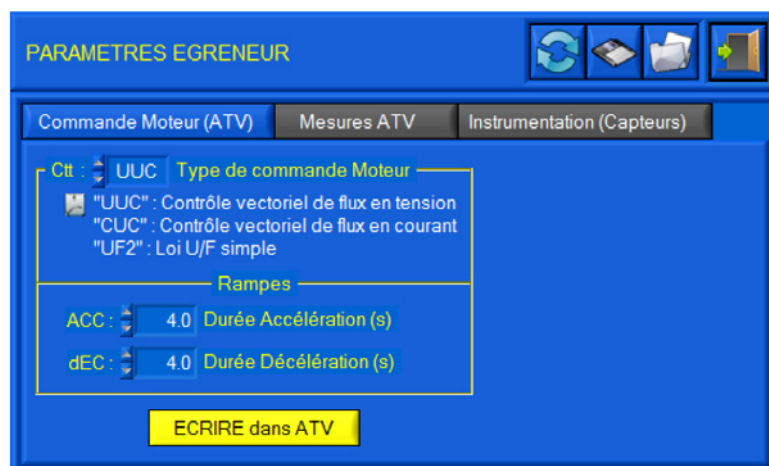 PARAMETRES EGRENEUR
Commande Moteur (ATV) Mesures ATV Instrumentation (Capteurs)
Ctt : UUC Type de commande Moteur
"UUC" : Contrôle vectoriel de flux en tension
"CUC" : Contrôle vectoriel de flux en courant
"UF2" : Loi U/F simple
Rampes
ACC : 4.0 Durée Accélération (s)
dEC : 4.0 Durée Décélération (s)
ECRIRE dans ATV